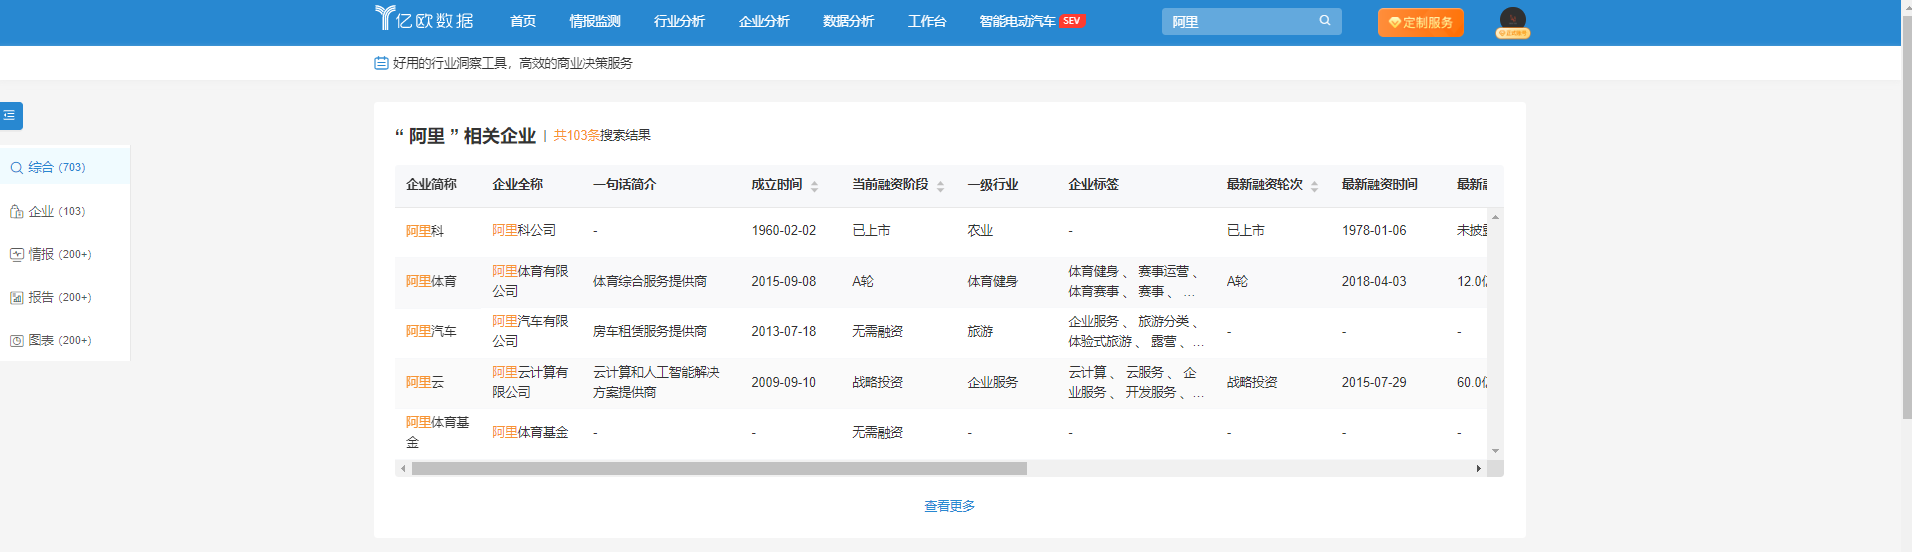 亿欧数据 首页 情报监测 行业分析 企业分析 数据分析 工作台 智能电动汽车 SEV 阿里 定制服务
好用的行业洞察工具，高效的商业决策服务
综合 (703)
企业 (103)
情报 (200+)
报告 (200+)
图表 (200+)
“ 阿里 ” 相关企业 | 共103条搜索结果
企业简称 企业全称 一句话简介 成立时间 当前融资阶段 一级行业 企业标签 最新融资轮次 最新融资时间 最新
阿里科 阿里科公司 - 1960-02-02 已上市 农业 - 已上市 1978-01-06 未披
阿里体育 阿里体育有限公司 体育综合服务提供商 2015-09-08 A轮 体育健身 体育健身 、 赛事运营 、 体育赛事 、 赛事 、 … A轮 2018-04-03 12.0
阿里汽车 阿里汽车有限公司 房车租赁服务提供商 2013-07-18 无需融资 旅游 企业服务 、 旅游分类 、 体验式旅游 、 露营 、… - - -
阿里云 阿里云计算有限公司 云计算和人工智能解决方案提供商 2009-09-10 战略投资 企业服务 云计算 、 云服务 、 企业服务 、 开发服务 、… 战略投资 2015-07-29 60.0
阿里体育基金 阿里体育基金 - - 无需融资 - - - - -
查看更多